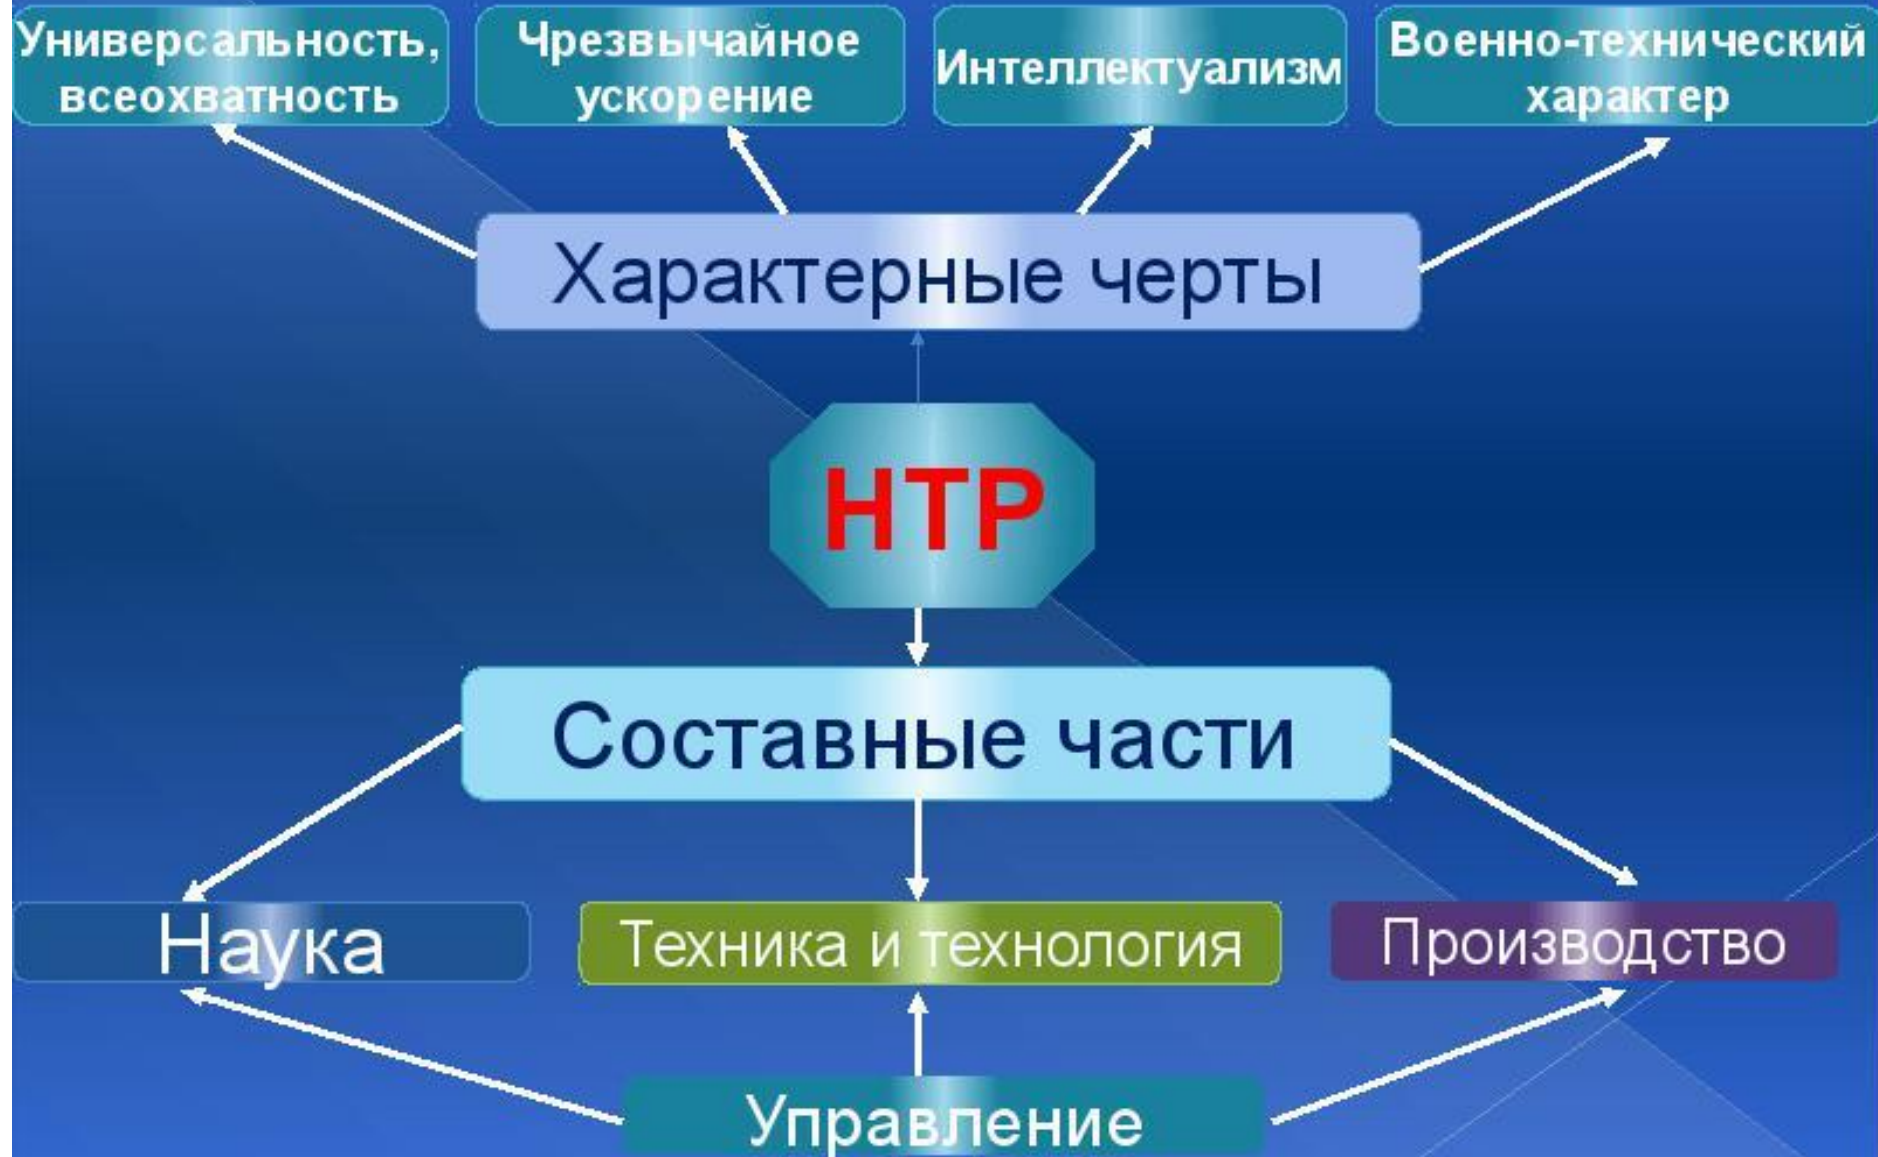 Универсальность,
всеохватность
Чрезвычайное
ускорение
Интеллектуализм
Военно-технический
характер
Характерные черты
НТР
Составные части
Наука
Техника и технология
Производство
Управление